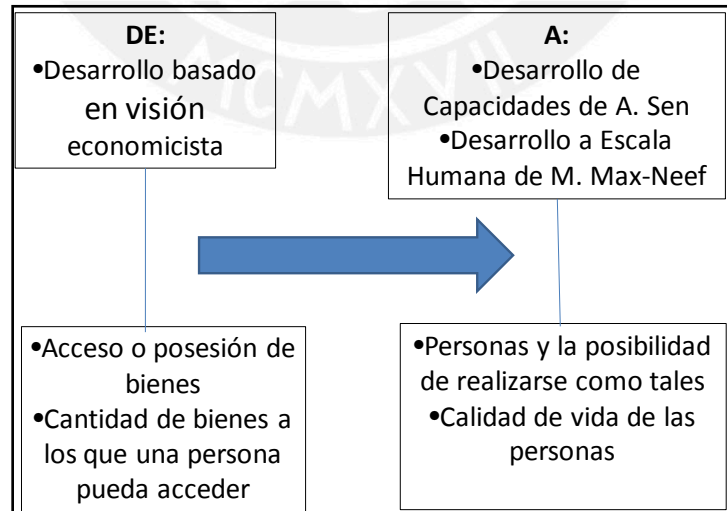 DE:
•Desarrollo basado
en visión
economicista
A:
•Desarrollo de
Capacidades de A. Sen
•Desarrollo a Escala
Humana de M. Max-Neef
•Acceso o posesión de
bienes
•Cantidad de bienes a
los que una persona
pueda acceder
•Personas y la posibilidad
de realizarse como tales
•Calidad de vida de las
personas
MCMXVII